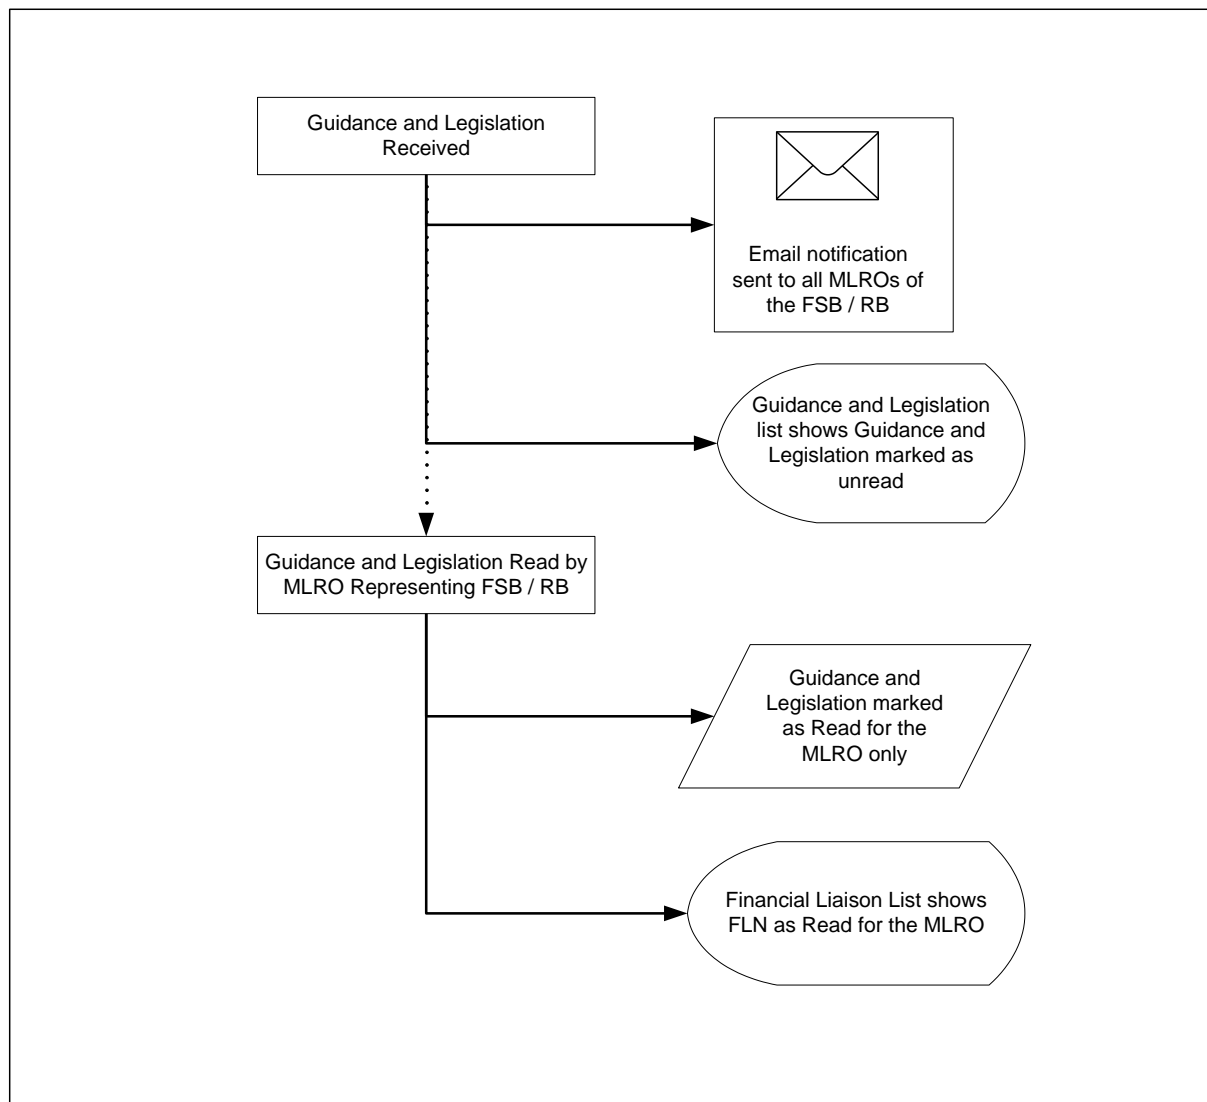 Guidance and Legislation
Received
Email notification
sent to all MLROs of
the FSB / RB
Guidance and Legislation
list shows Guidance and
Legislation marked as
unread
Guidance and Legislation Read by
MLRO Representing FSB / RB
Guidance and
Legislation marked
as Read for the
MLRO only
Financial Liaison List shows
FLN as Read for the MLRO